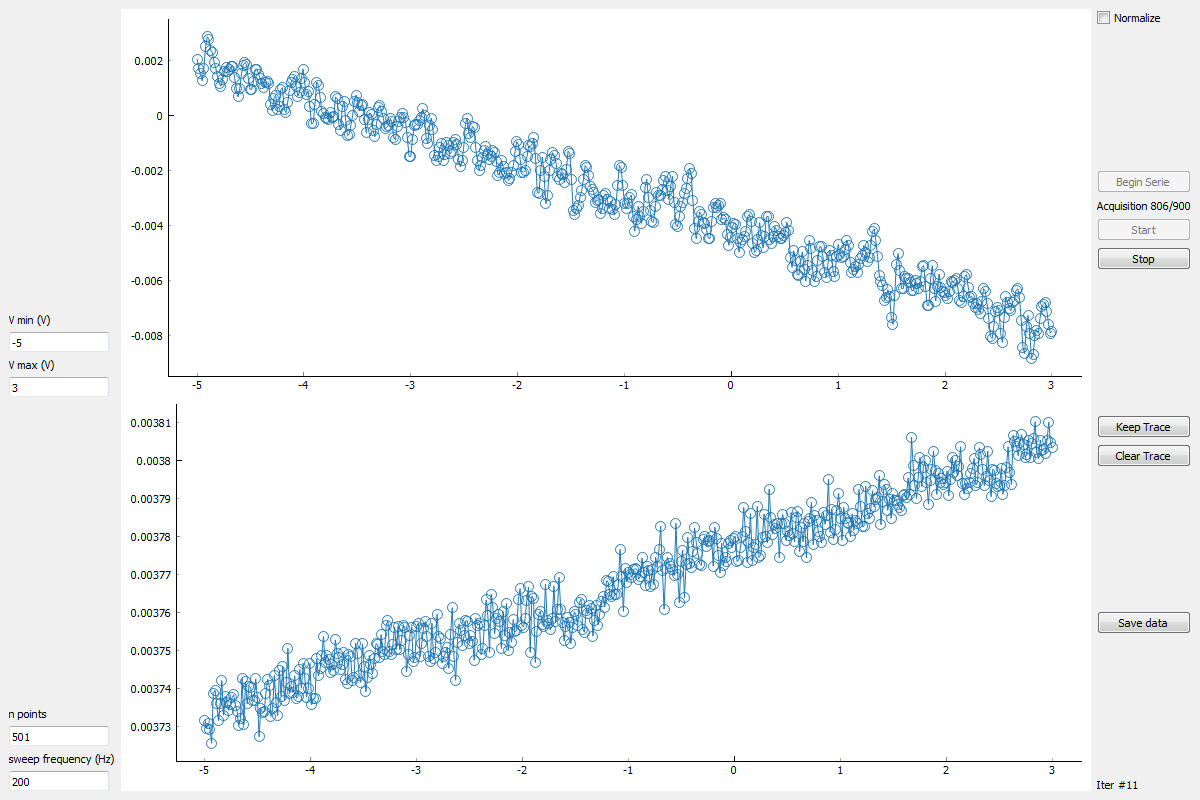 Normalize
0.002
0
-0.002
-0.004
-0.006
-0.008
-5
-4
-3
-2
-1
0
1
2
3
Begin Serie
Acquisition 806/900
Start
Stop
V min (V)
-5
V max (V)
3
0.00381
0.0038
0.00379
0.00378
0.00377
0.00376
0.00375
0.00374
0.00373
-5
-4
-3
-2
-1
0
1
2
3
Keep Trace
Clear Trace
Save data
n points
501
sweep frequency (Hz)
200
Iter #11